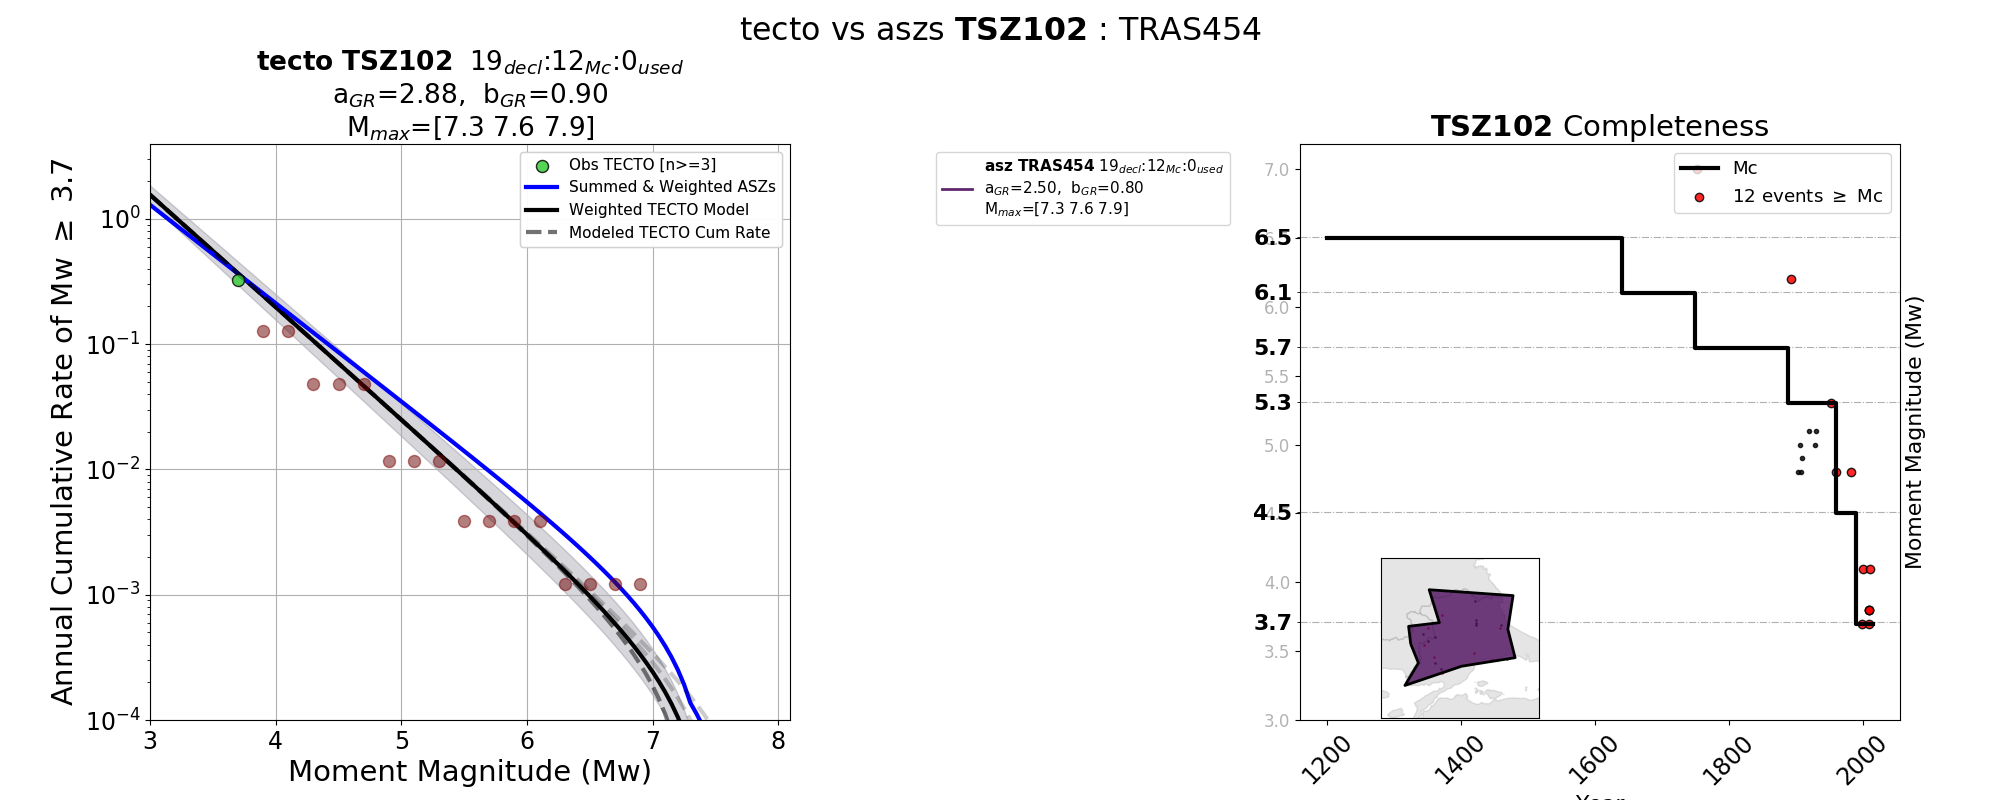 tecto vs aszs TSZ102 : TRAS454
tecto TSZ102 19decl:12Mc:0used
aGR=2.88, bGR=0.90
Mmax=[7.3 7.6 7.9]
Annual Cumulative Rate of Mw ≥ 3.7
10^0
10^−1
10^−2
10^−3
10^−4
3 4 5 6 7 8
Moment Magnitude (Mw)
Obs TECTO [n>=3]
Summed & Weighted ASZs
Weighted TECTO Model
Modeled TECTO Cum Rate
asz TRAS454 19decl:12Mc:0used
aGR=2.50, bGR=0.80
Mmax=[7.3 7.6 7.9]
TSZ102 Completeness
Mc
12 events ≥ Mc
7.0
6.5
6.1
6.0
5.7
5.5
5.3
5.0
4.5
4.0
3.7
3.5
3.0
1200 1400 1600 1800 2000
Moment Magnitude (Mw)